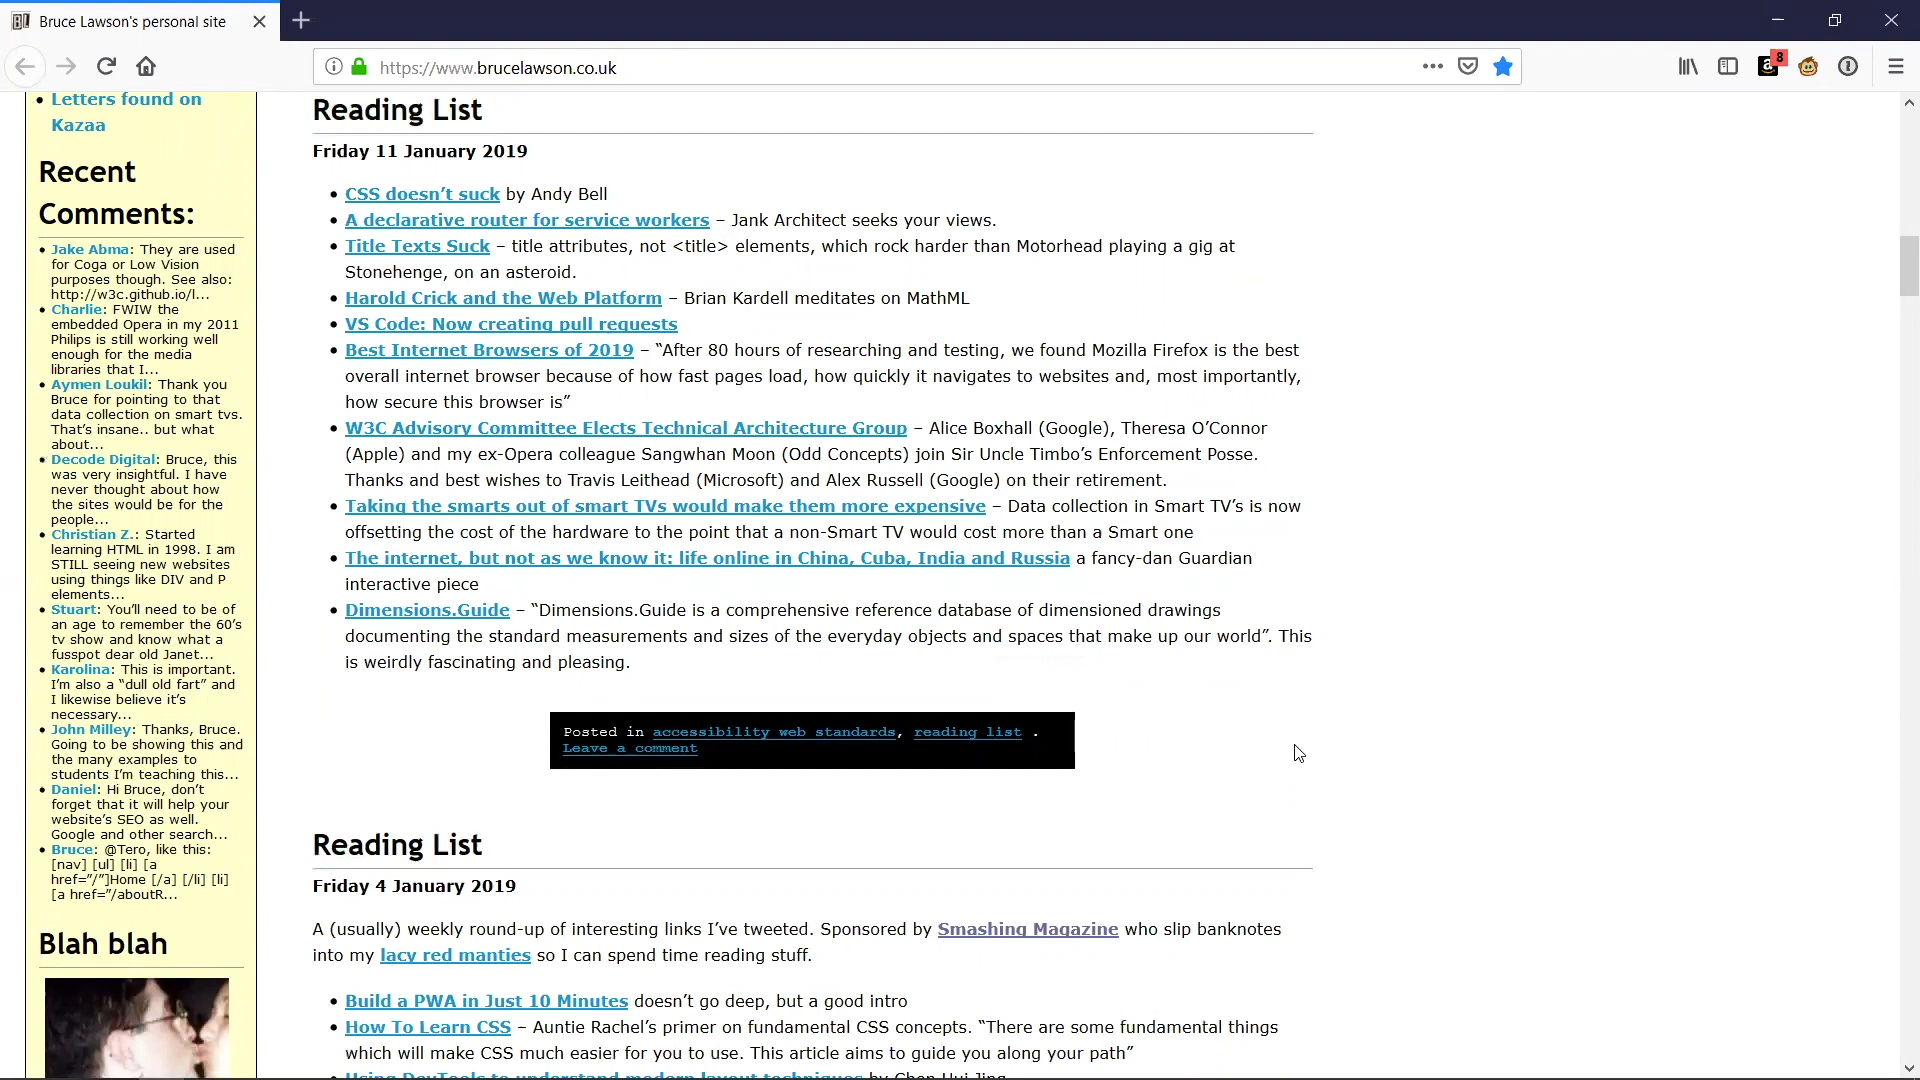 Bruce Lawson's personal site
https://www.brucelawson.co.uk
8
Letters found on
Kazaa
Recent
Comments:
Jake Abma: They are used
for Coga or Low Vision
purposes though. See also:
http://w3c.github.io/l...
Charlie: FWIW the
embedded Opera in my 2011
Philips is still working well
enough for the media
libraries that I...
Aymen Loukil: Thank you
Bruce for pointing to that
data collection on smart tvs.
That’s insane.. but what
about...
Decode Digital: Bruce, this
was very insightful. I have
never thought about how
the sites would be for the
people...
Christian Z.: Started
learning HTML in 1998. I am
STILL seeing new websites
using things like DIV and P
elements...
Stuart: You’ll need to be of
an age to remember the 60’s
tv show and know what a
fusspot dear old Janet...
Karolina: This is important.
I’m also a “dull old fart” and
I likewise believe it’s
necessary...
John Milley: Thanks, Bruce.
Going to be showing this and
the many examples to
students I’m teaching this...
Daniel: Hi Bruce, don’t
forget that it will help your
website’s SEO as well.
Google and other search...
Bruce: @Tero, like this:
[nav] [ul] [li] [a
href=”/”]Home [/a] [/li] [li]
[a href=”/aboutR...
Blah blah
Reading List
Friday 11 January 2019
CSS doesn’t suck by Andy Bell
A declarative router for service workers – Jank Architect seeks your views.
Title Texts Suck – title attributes, not <title> elements, which rock harder than Motorhead playing a gig at
Stonehenge, on an asteroid.
Harold Crick and the Web Platform – Brian Kardell meditates on MathML
VS Code: Now creating pull requests
Best Internet Browsers of 2019 – “After 80 hours of researching and testing, we found Mozilla Firefox is the best
overall internet browser because of how fast pages load, how quickly it navigates to websites and, most importantly,
how secure this browser is”
W3C Advisory Committee Elects Technical Architecture Group – Alice Boxhall (Google), Theresa O’Connor
(Apple) and my ex-Opera colleague Sangwhan Moon (Odd Concepts) join Sir Uncle Timbo’s Enforcement Posse.
Thanks and best wishes to Travis Leithead (Microsoft) and Alex Russell (Google) on their retirement.
Taking the smarts out of smart TVs would make them more expensive – Data collection in Smart TV’s is now
offsetting the cost of the hardware to the point that a non-Smart TV would cost more than a Smart one
The internet, but not as we know it: life online in China, Cuba, India and Russia a fancy-dan Guardian
interactive piece
Dimensions.Guide – “Dimensions.Guide is a comprehensive reference database of dimensioned drawings
documenting the standard measurements and sizes of the everyday objects and spaces that make up our world”. This
is weirdly fascinating and pleasing.
Posted in accessibility web standards, reading list .
Leave a comment
Reading List
Friday 4 January 2019
A (usually) weekly round-up of interesting links I’ve tweeted. Sponsored by Smashing Magazine who slip banknotes
into my lacy red manties so I can spend time reading stuff.
Build a PWA in Just 10 Minutes doesn’t go deep, but a good intro
How To Learn CSS – Auntie Rachel’s primer on fundamental CSS concepts. “There are some fundamental things
which will make CSS much easier for you to use. This article aims to guide you along your path”
Using DevTools to understand modern layout techniques by Chen Hui Jing